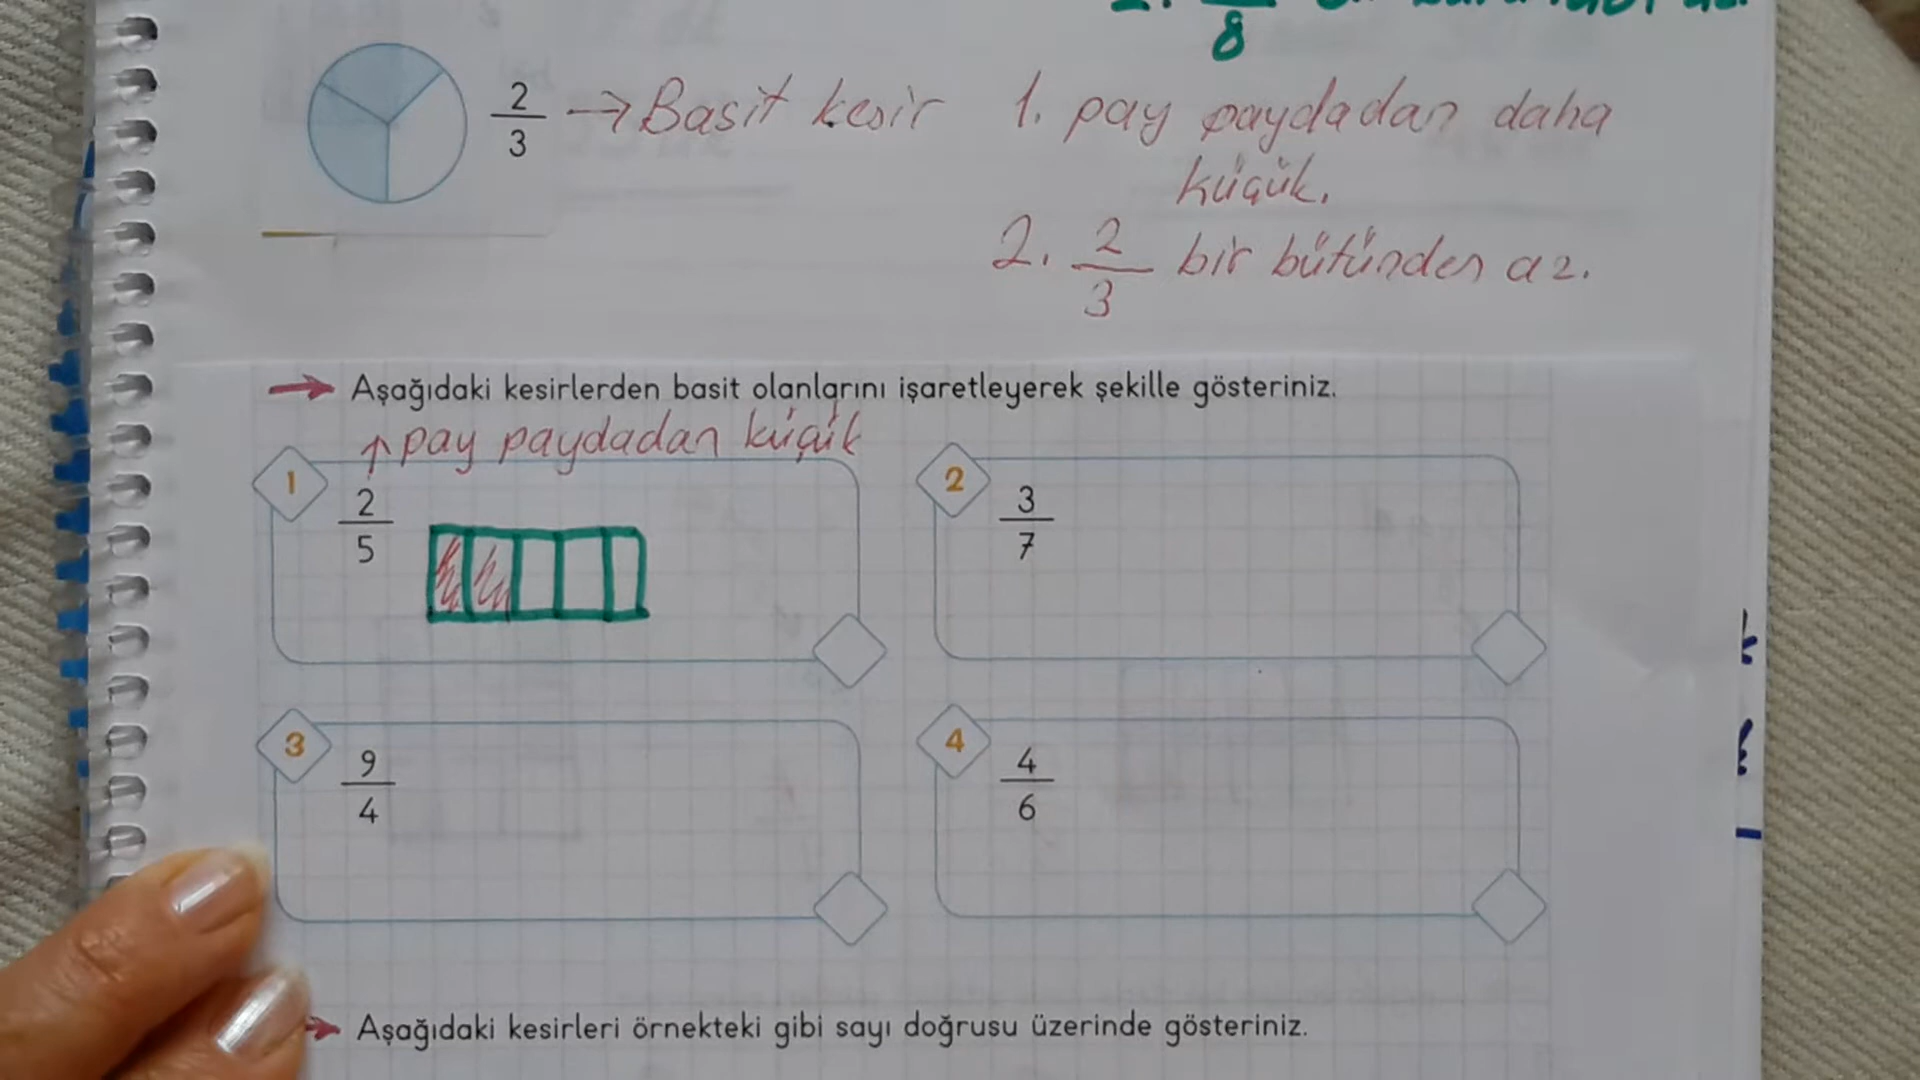 8
2/3 → Basit kesir
1. pay paydadan daha
küçük.
2. 2/3 bir bütünden az.
→ Aşağıdaki kesirlerden basit olanlarını işaretleyerek şekille gösteriniz.
↑ pay paydadan küçük
1 2/5
2 3/7
3 9/4
4 4/6
→ Aşağıdaki kesirleri örnekteki gibi sayı doğrusu üzerinde gösteriniz.